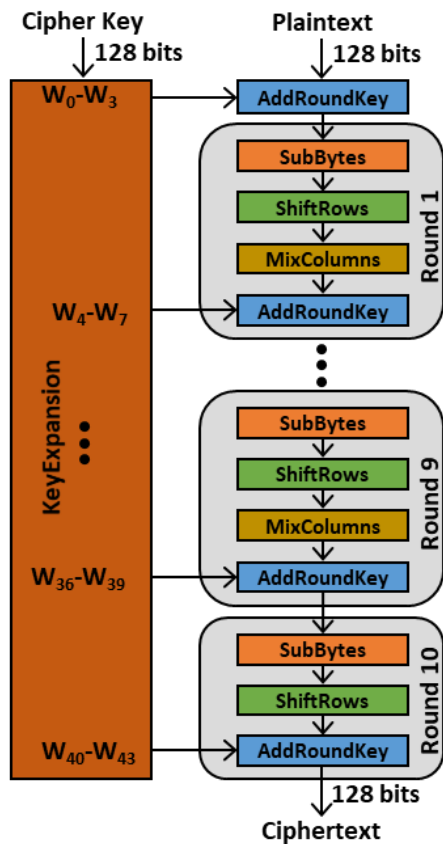 Cipher Key
Plaintext
128 bits
128 bits
W₀-W₃
AddRoundKey
SubBytes
ShiftRows
MixColumns
W₄-W₇
AddRoundKey
Round 1
KeyExpansion
SubBytes
ShiftRows
MixColumns
W₃₆-W₃₉
AddRoundKey
Round 9
SubBytes
ShiftRows
W₄₀-W₄₃
AddRoundKey
Round 10
128 bits
Ciphertext